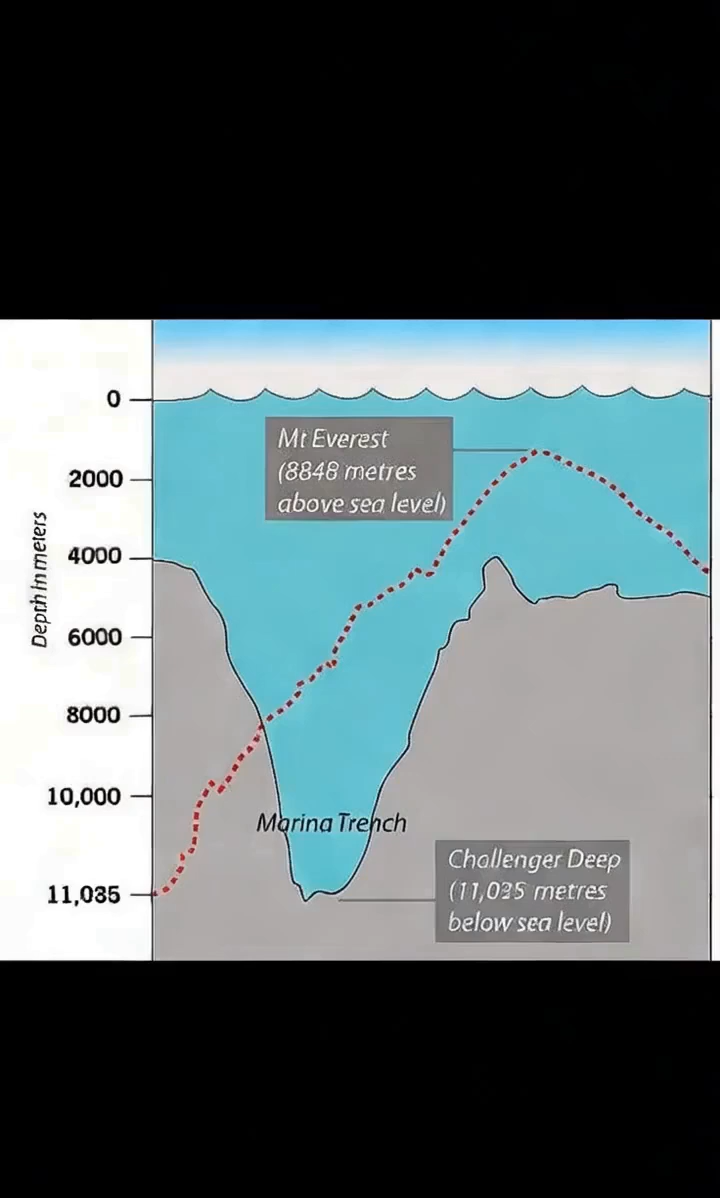 0
Mt Everest
(8848 metres
above sea level)
2000
4000
Depth in meters
6000
8000
10,000
Marina Trench
Challenger Deep
11,035
(11,035 metres
below sea level)